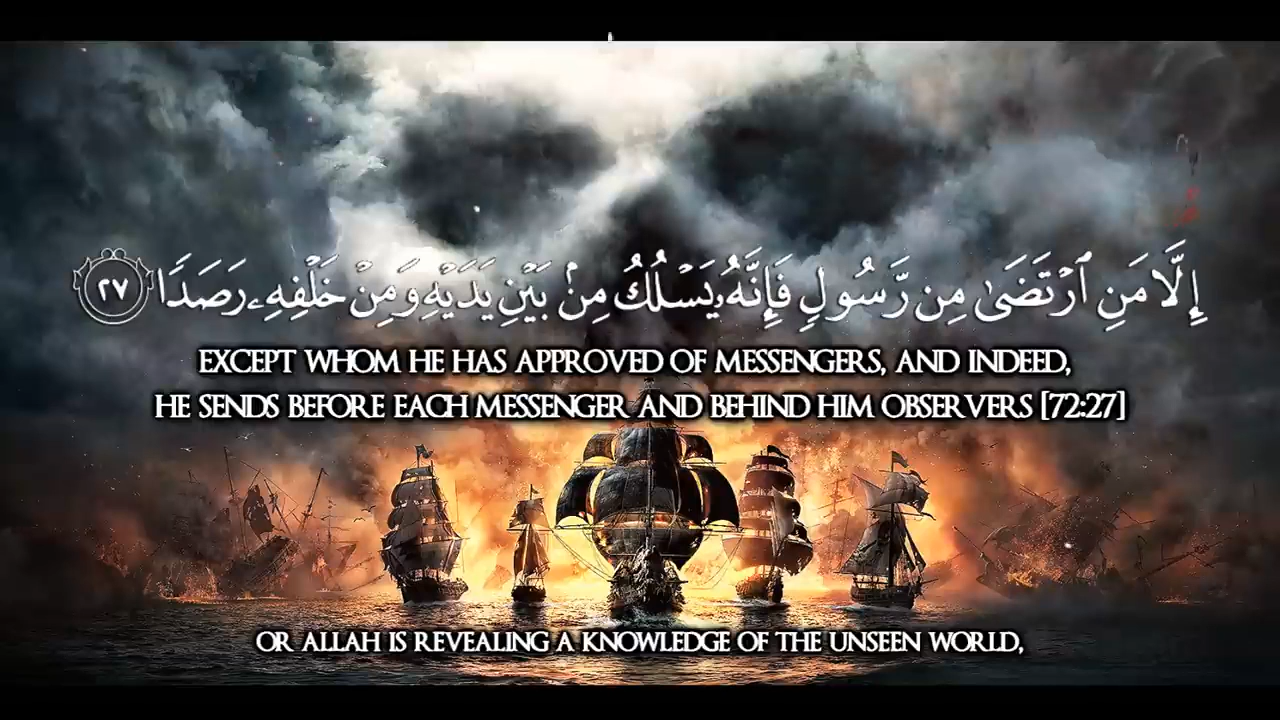 إِلَّا مَنِ ٱرْتَضَىٰ مِن رَّسُولٍ فَإِنَّهُۥ يَسْلُكُ مِنۢ بَيْنِ يَدَيْهِ وَمِنْ خَلْفِهِۦ رَصَدًا ٢٧
EXCEPT WHOM HE HAS APPROVED OF MESSENGERS, AND INDEED,
HE SENDS BEFORE EACH MESSENGER AND BEHIND HIM OBSERVERS [72:27]
OR ALLAH IS REVEALING A KNOWLEDGE OF THE UNSEEN WORLD,